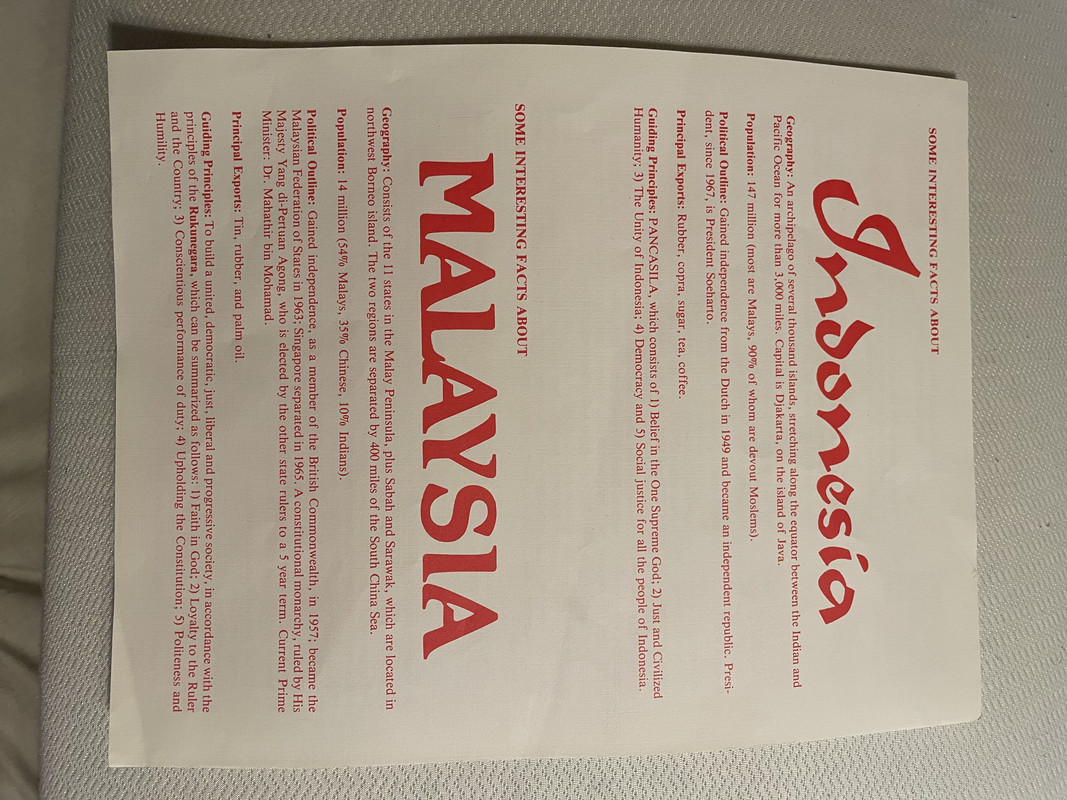 SOME INTERESTING FACTS ABOUT
Indonesia
Geography: An archipelago of several thousand islands, stretching along the equator between the Indian and
Pacific Ocean for more than 3,000 miles. Capital is Djakarta, on the island of Java.
Population: 147 million (most are Malays, 90% of whom are devout Moslems).
Political Outline: Gained independence from the Dutch in 1949 and became an independent republic. Presi-
dent, since 1967, is President Soeharto.
Principal Exports: Rubber, copra, sugar, tea, coffee.
Guiding Principles: PANCASILA, which consists of 1) Belief in the One Supreme God; 2) Just and Civilized
Humanity; 3) The Unity of Indonesia; 4) Democracy and 5) Social justice for all the people of Indonesia.
SOME INTERESTING FACTS ABOUT
MALAYSIA
Geography: Consists of the 11 states in the Malay Peninsula, plus Sabah and Sarawak, which are located in
northwest Borneo island. The two regions are separated by 400 miles of the South China Sea.
Population: 14 million (54% Malays, 35% Chinese, 10% Indians).
Political Outline: Gained independence, as a member of the British Commonwealth, in 1957; became the
Malaysian Federation of States in 1963; Singapore separated in 1965. A constitutional monarchy, ruled by His
Majesty Yang di-Pertuan Agong, who is elected by the other state rulers to a 5 year term. Current Prime
Minister: Dr. Mahathir bin Mohamad.
Principal Exports: Tin, rubber, and palm oil.
Guiding Principles: To build a united, democratic, just, liberal and progressive society, in accordance with the
principles of the Rukunegara, which can be summarized as follows: 1) Faith in God; 2) Loyalty to the Ruler
and the Country; 3) Conscientious performance of duty; 4) Upholding the Constitution; 5) Politeness and
Humility.